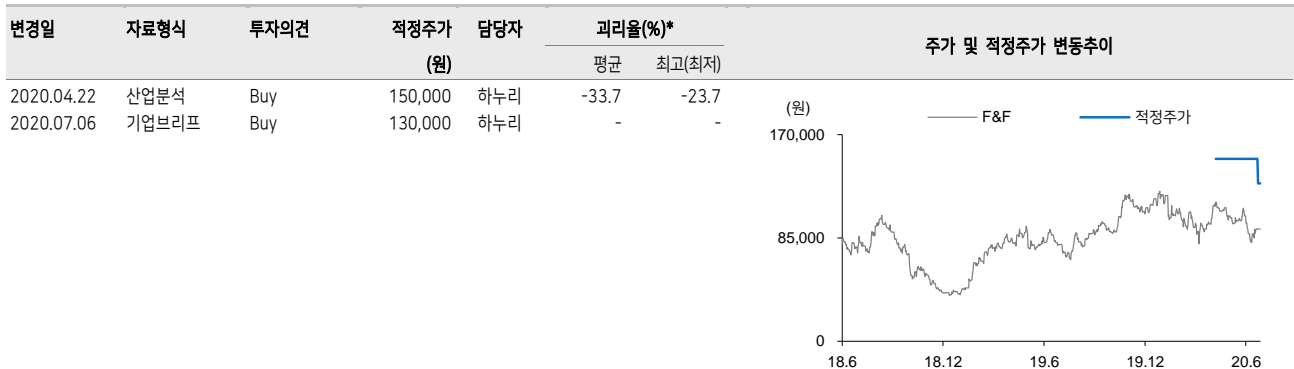 변경일 자료형식 투자의견 적정주가 담당자 괴리율(%)*
(원) 평균 최고(최저)
2020.04.22 산업분석 Buy 150,000 하누리 -33.7 -23.7
2020.07.06 기업브리프 Buy 130,000 하누리 - -
주가 및 적정주가 변동추이
(원)
F&F 적정주가
170,000
85,000
0
18.6 18.12 19.6 19.12 20.6